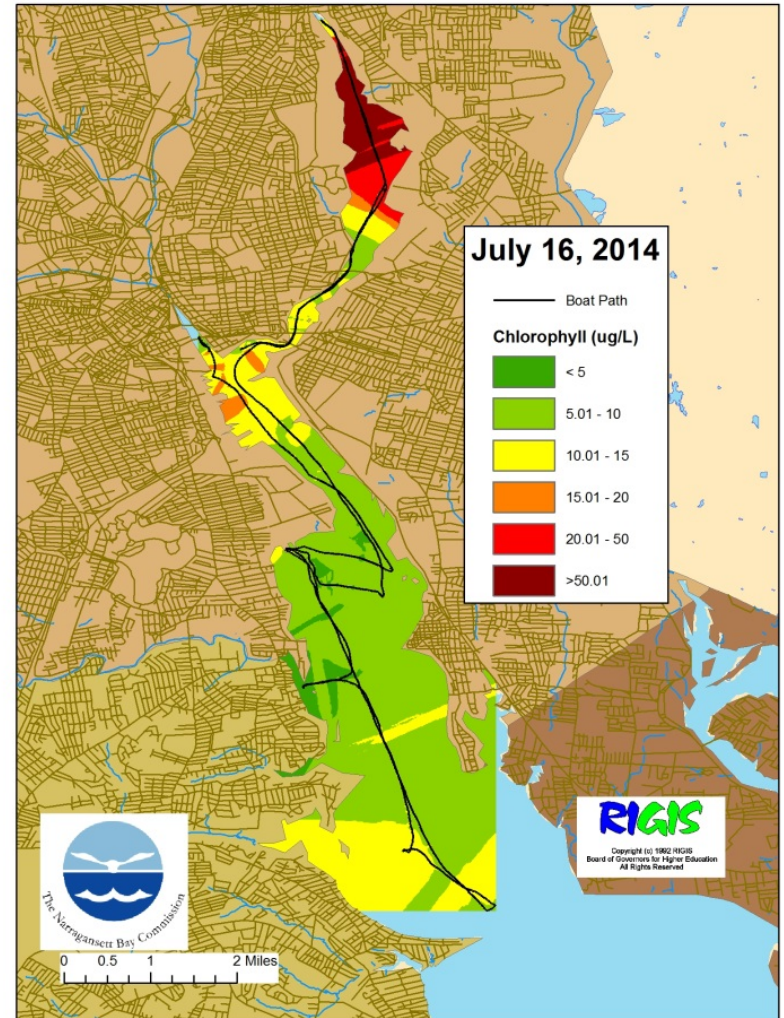 July 16, 2014
Boat Path
Chlorophyll (ug/L)
< 5
5.01 - 10
10.01 - 15
15.01 - 20
20.01 - 50
>50.01
RIGIS
Copyright (c) 1992 RIGIS
Board of Governors for Higher Education
All Rights Reserved
The Narragansett Bay Commission
0 0.5 1 2 Miles